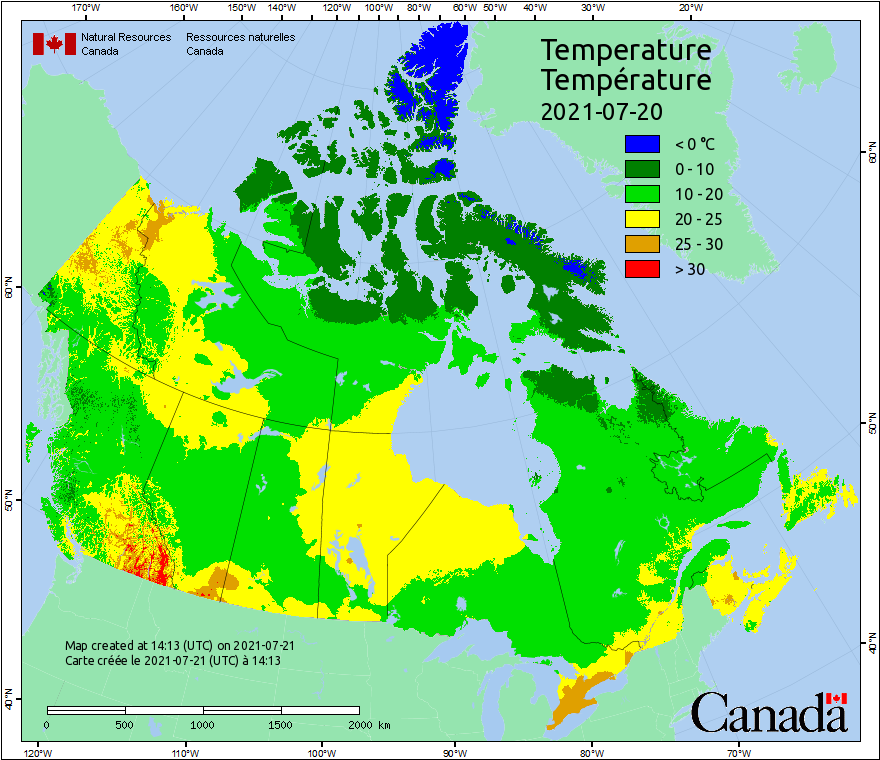 170°W 160°W 150°W 140°W 120°W 100°W 80°W 60°W 50°W 40°W 30°W 20°W
Natural Resources Ressources naturelles
Canada Canada
Temperature
Température
2021-07-20
< 0 °C
0 - 10
10 - 20
20 - 25
25 - 30
> 30
60°N
60°N
50°N
50°N
40°N
40°N
Map created at 14:13 (UTC) on 2021-07-21
Carte créée le 2021-07-21 (UTC) à 14:13
0 500 1000 1500 2000 km
Canada
120°W 110°W 100°W 90°W 80°W 70°W